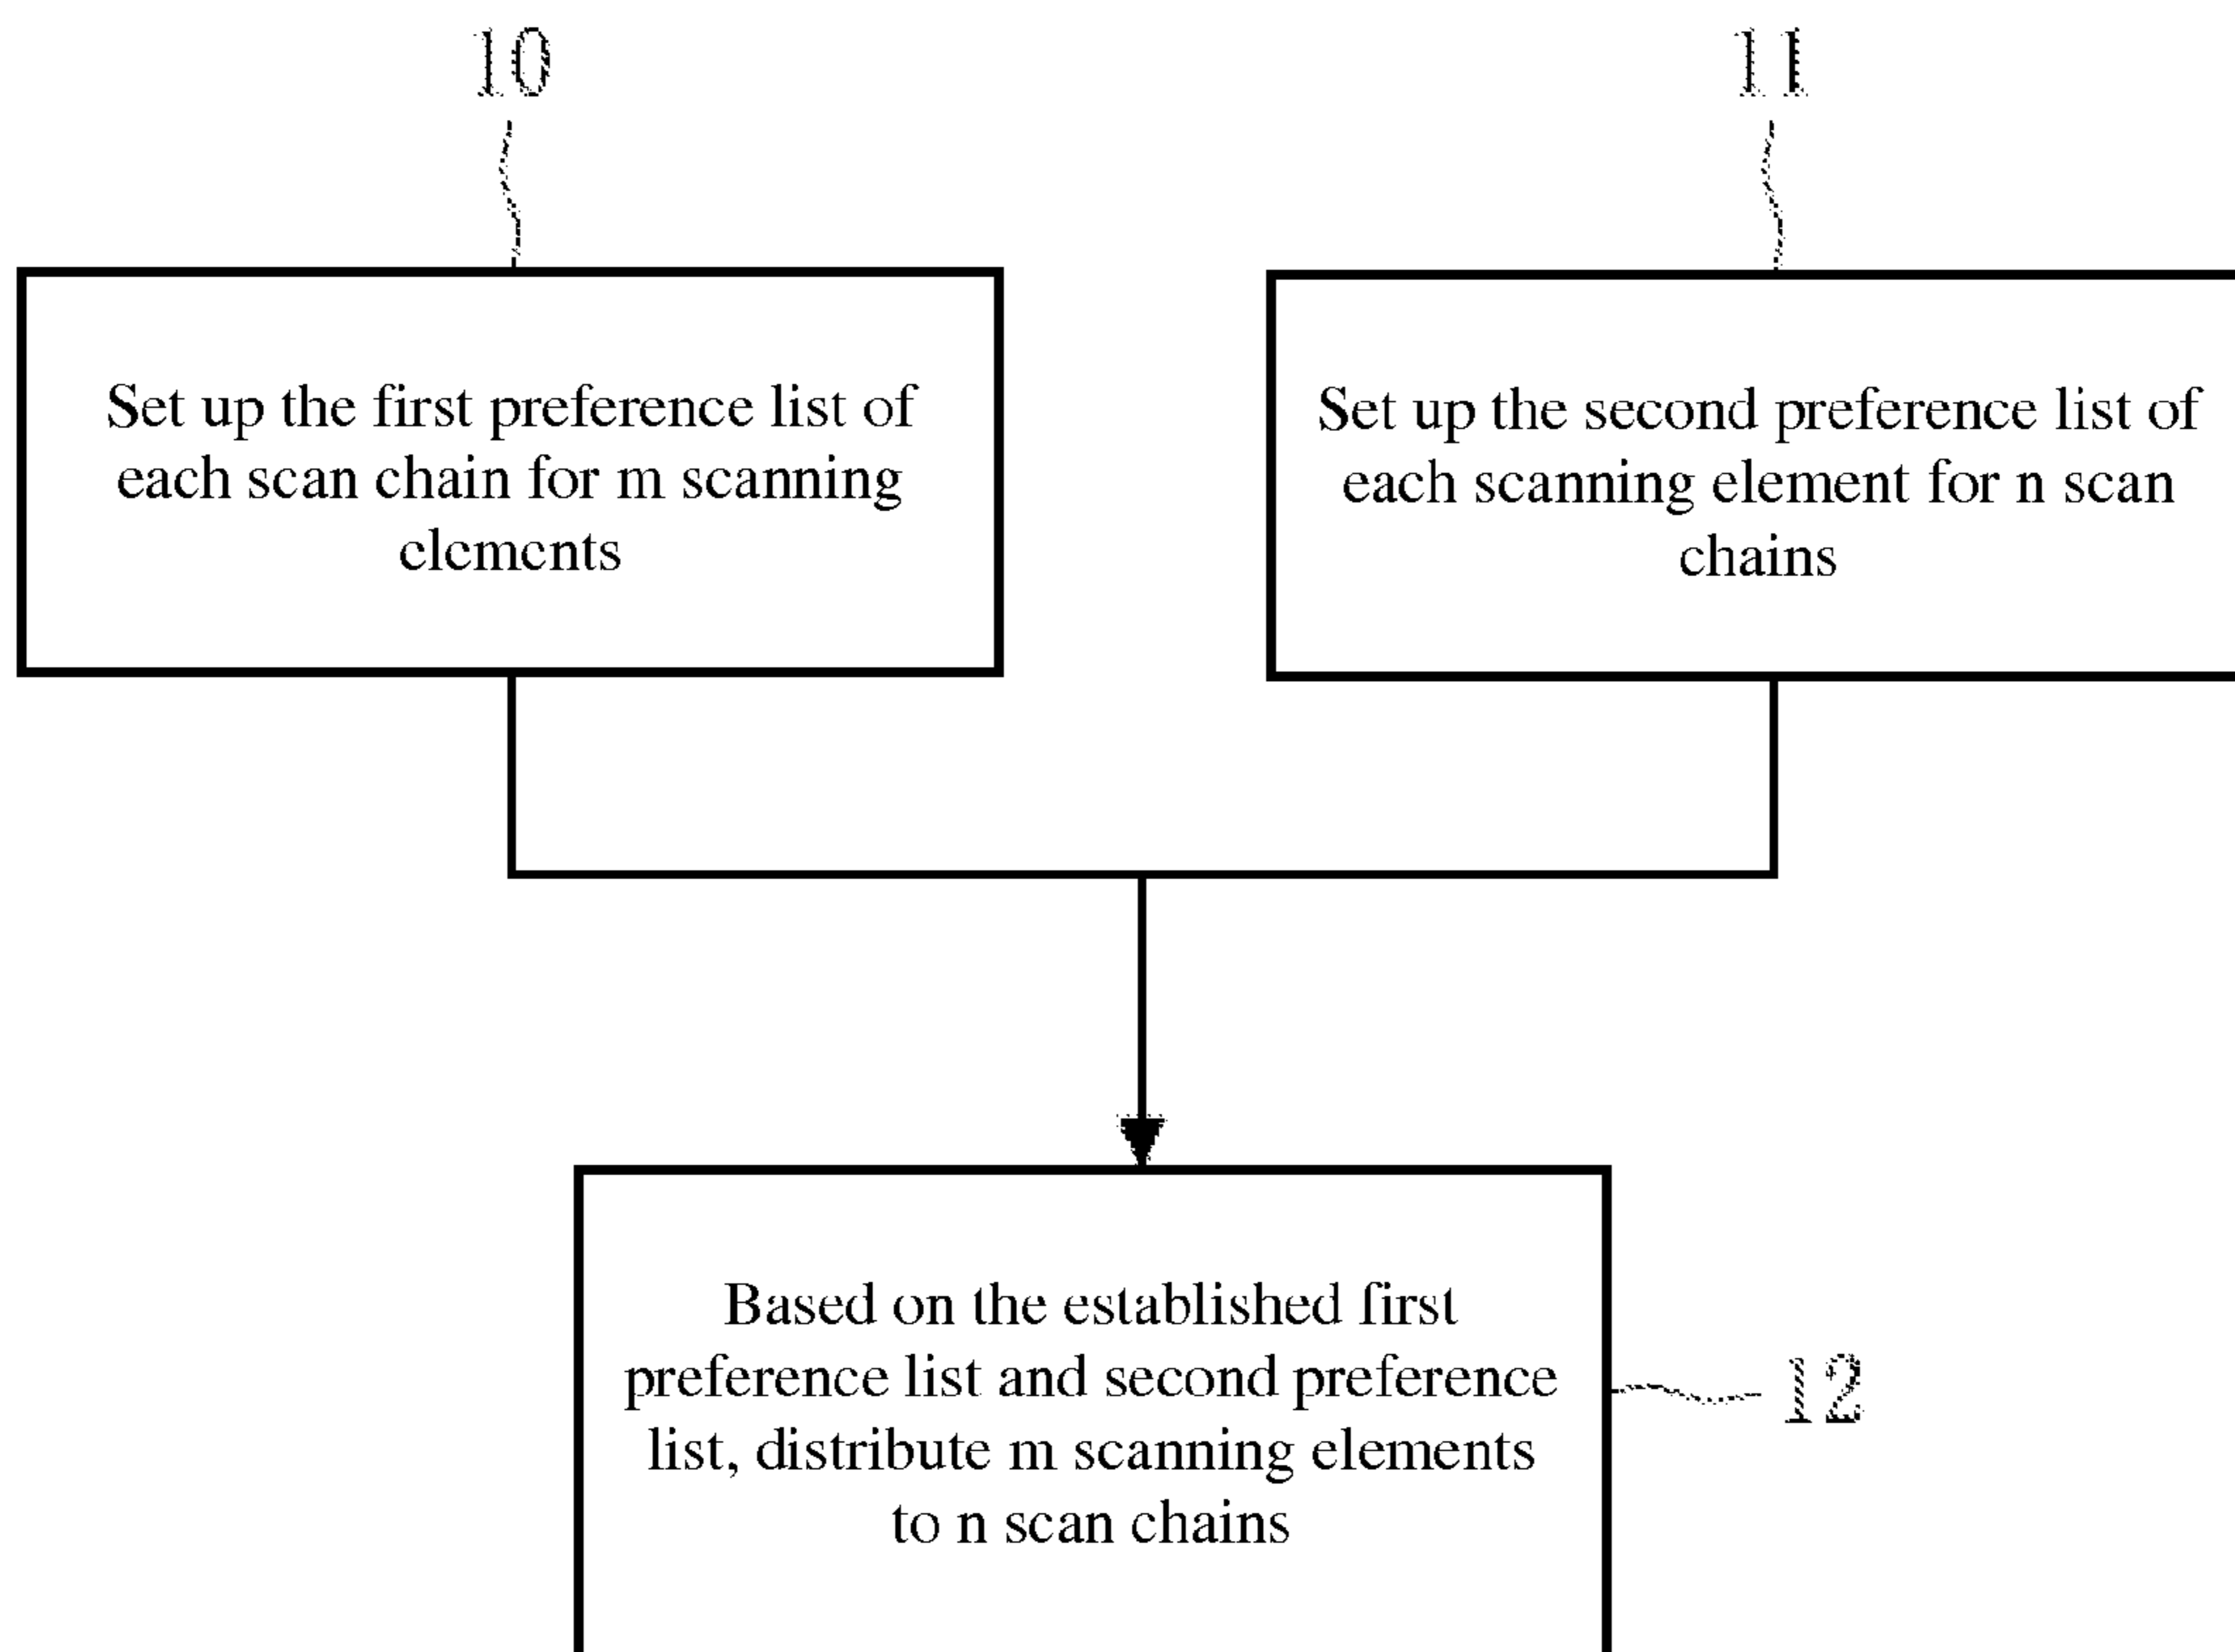 10
11
Set up the first preference list of
each scan chain for m scanning
elements
Set up the second preference list of
each scanning element for n scan
chains
Based on the established first
preference list and second preference
list, distribute m scanning elements
to n scan chains
12